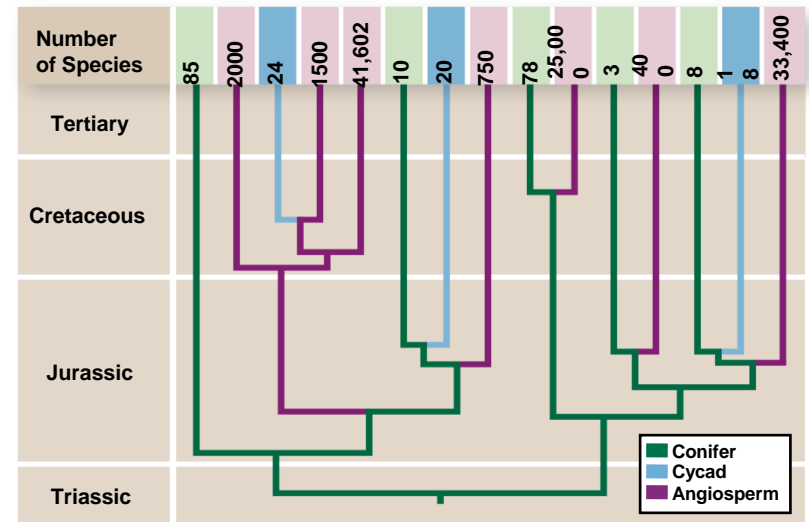 Number
of Species
85
2000
24
1500
41,602
10
20
750
78
25,00
0
3
40
0
8
1
8
33,400
Tertiary
Cretaceous
Jurassic
Triassic
Conifer
Cycad
Angiosperm